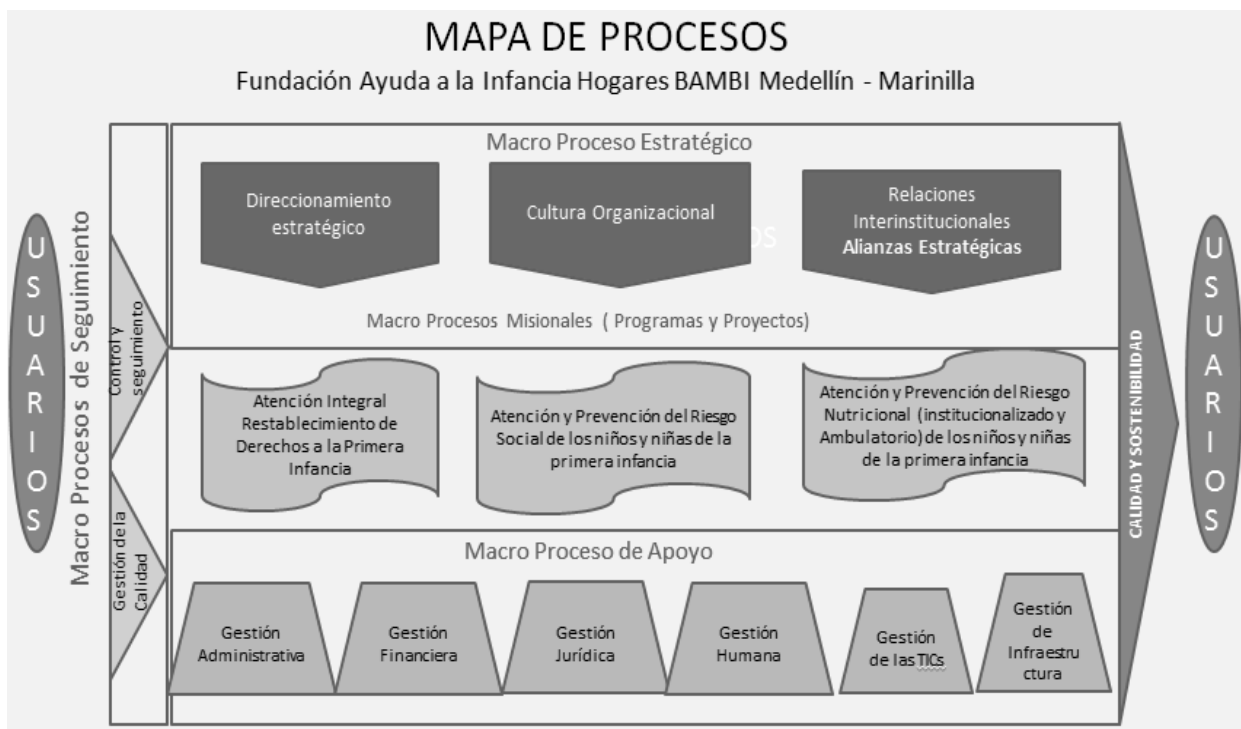 MAPA DE PROCESOS
Fundación Ayuda a la Infancia Hogares BAMBI Medellín - Marinilla
USUARIOS
Macro Procesos de Seguimiento
Control y
seguimiento
Gestión de la
Calidad
Macro Proceso Estratégico
Direccionamiento
estratégico
Cultura Organizacional
OS
Relaciones
Interinstitucionales
Alianzas Estratégicas
Macro Procesos Misionales ( Programas y Proyectos)
Atención Integral
Restablecimiento de
Derechos a la Primera
Infancia
Atención y Prevención del Riesgo
Social de los niños y niñas de la
primera infancia
Atención y Prevención del Riesgo
Nutricional (institucionalizado y
Ambulatorio) de los niños y niñas
de la primera infancia
Macro Proceso de Apoyo
Gestión
Administrativa
Gestión
Financiera
Gestión
Jurídica
Gestión
Humana
Gestión
de las TICs
Gestión
de
Infraestru
ctura
CALIDAD Y SOSTENIBILIDAD
USUARIOS